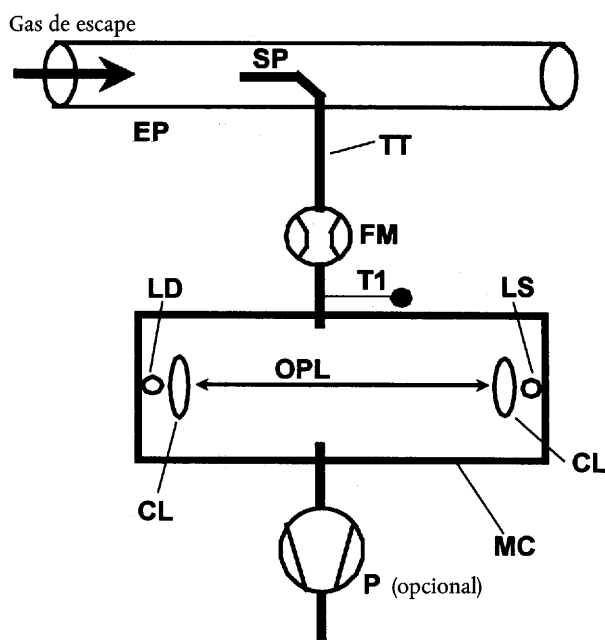 Gas de escape
SP
EP
TT
FM
T1
LD
LS
OPL
CL
CL
MC
P (opcional)